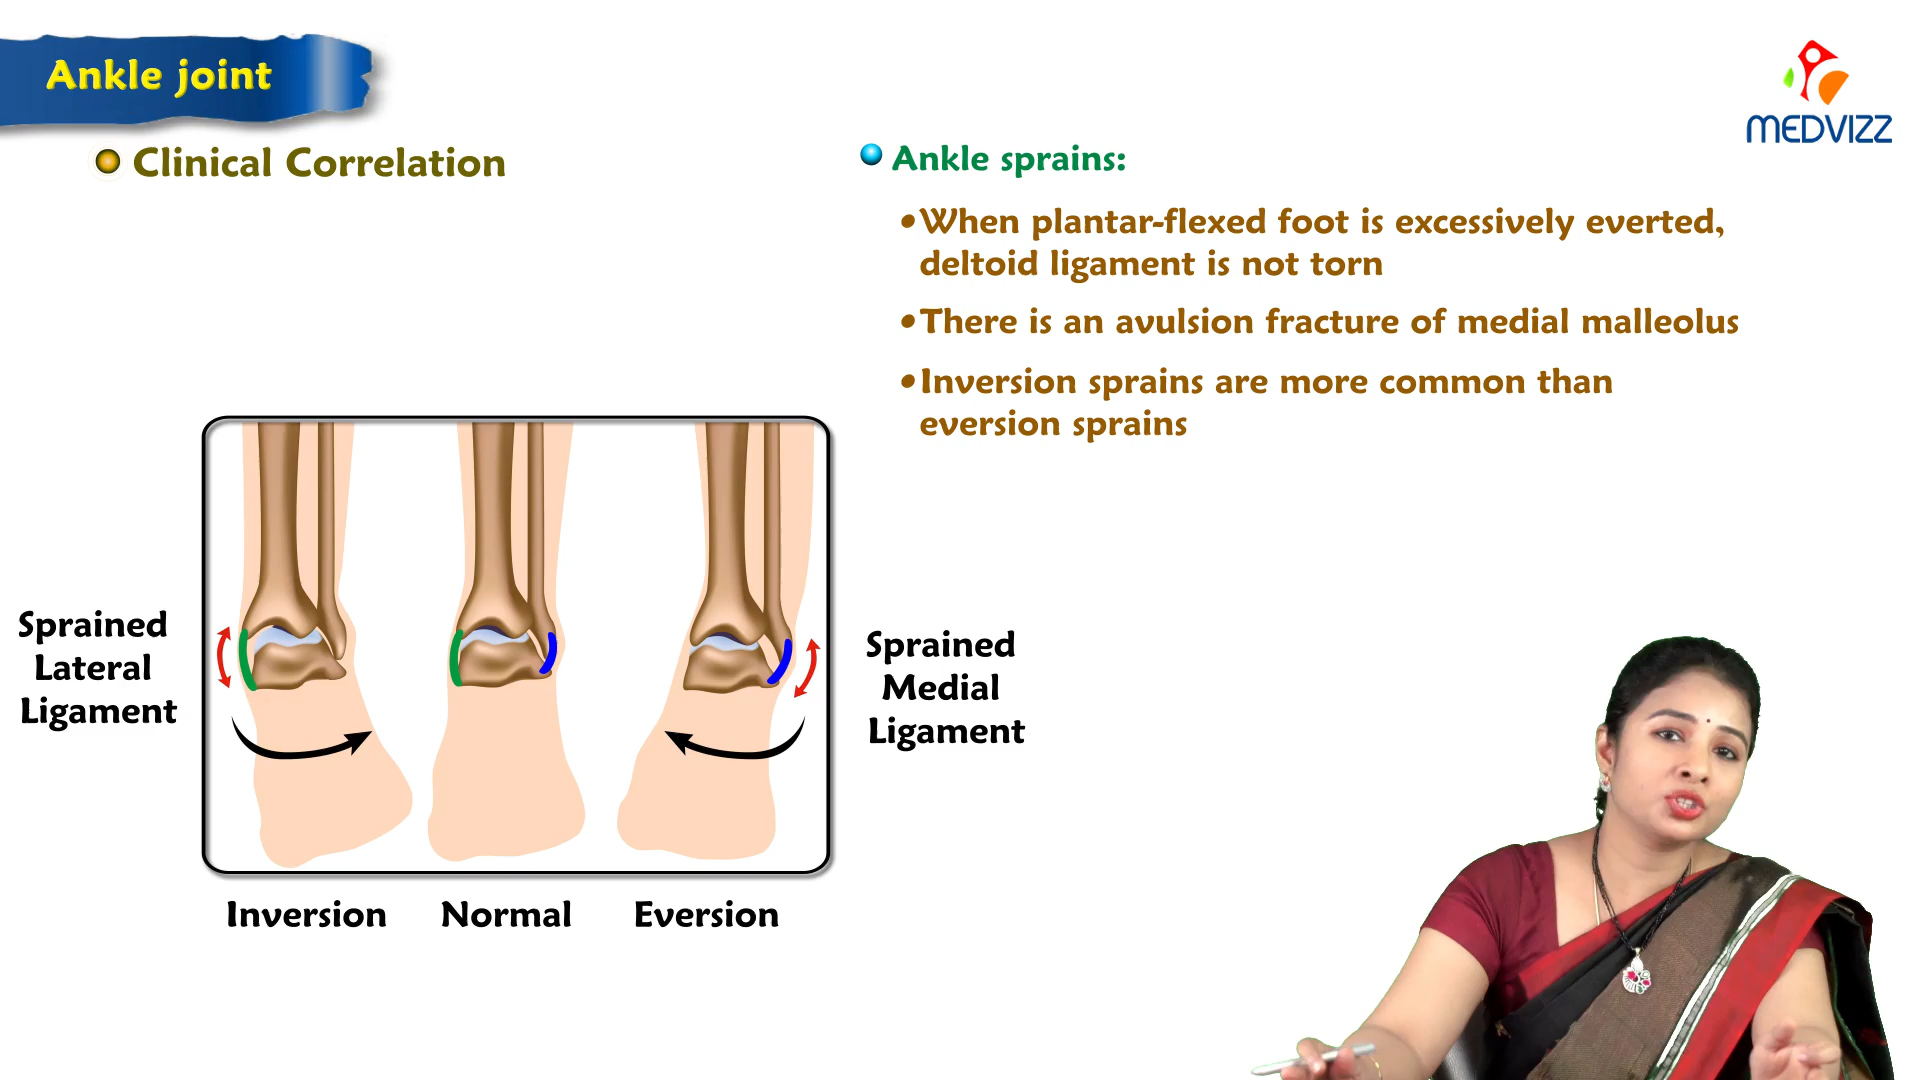 Ankle joint
MEDVIZZ
Clinical Correlation
Ankle sprains:
•When plantar-flexed foot is excessively everted,
deltoid ligament is not torn
•There is an avulsion fracture of medial malleolus
•Inversion sprains are more common than
eversion sprains
Sprained
Lateral
Ligament
Sprained
Medial
Ligament
Inversion
Normal
Eversion